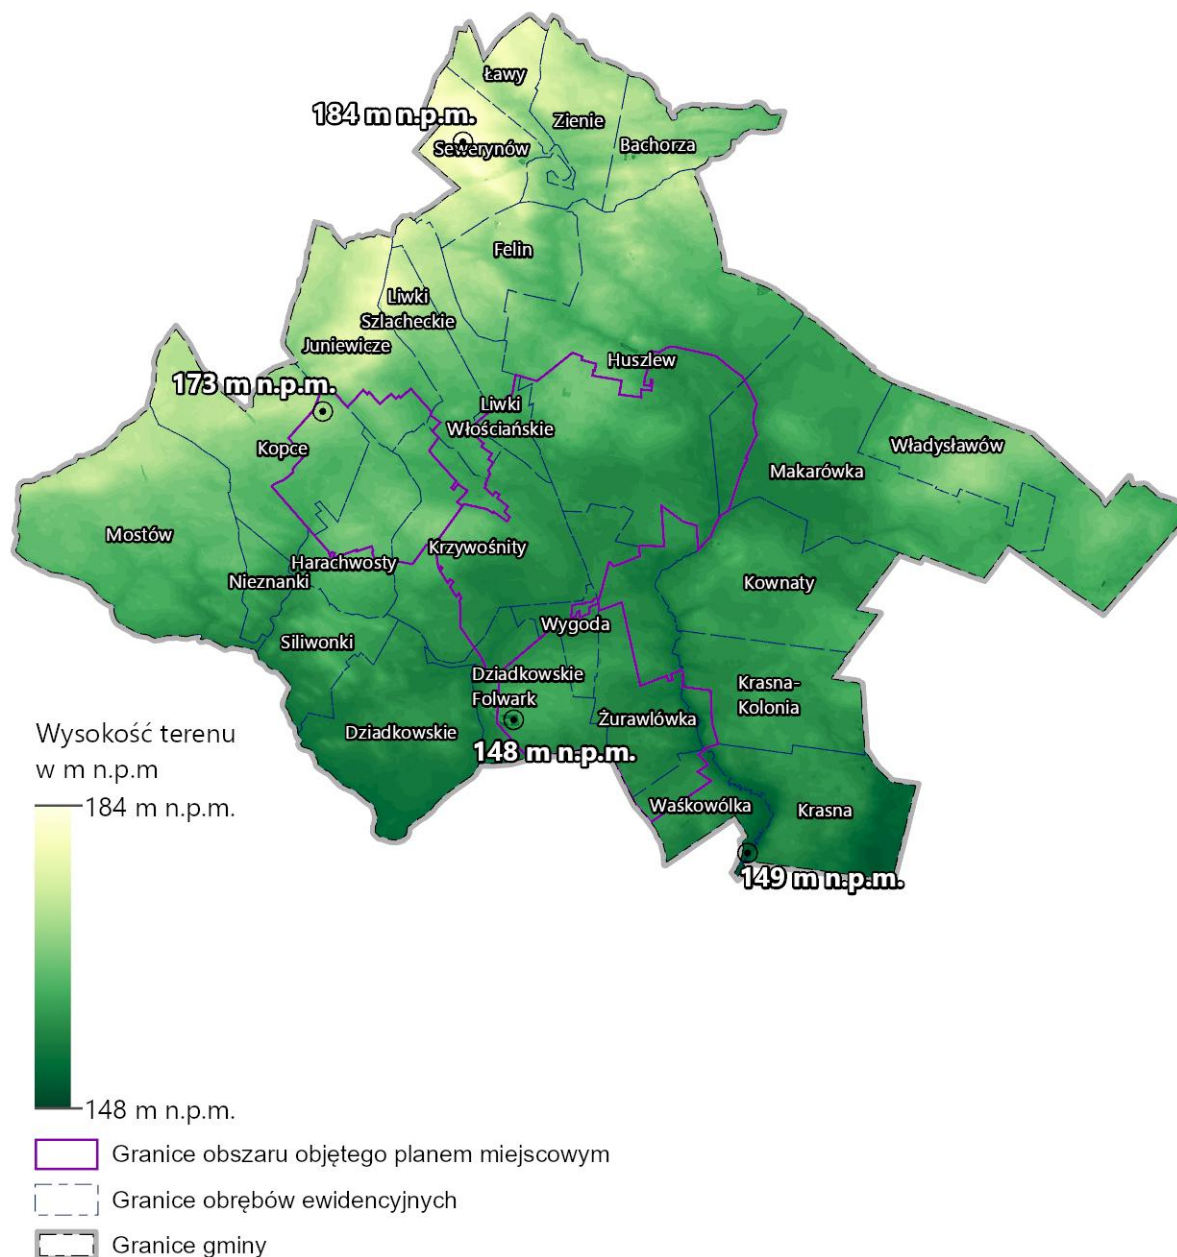 Ławy
184 m n.p.m.
Zienie
Sewerynów
Bachorza
Felin
Liwki
Szlacheckie
Juniewicze
Huszlew
173 m n.p.m.
Liwki
Włościańskie
Kopce
Władysławów
Makarówka
Mostów
Krzywośnity
Harachwosty
Nieznanki
Kownaty
Wygoda
Siliwonki
Dziadkowskie
Folwark
Krasna-
Kolonia
Żurawlówka
Dziadkowskie
148 m n.p.m.
Waśkowólka
Krasna
149 m n.p.m.
Wysokość terenu
w m n.p.m
184 m n.p.m.
148 m n.p.m.
Granice obszaru objętego planem miejscowym
Granice obrębów ewidencyjnych
Granice gminy